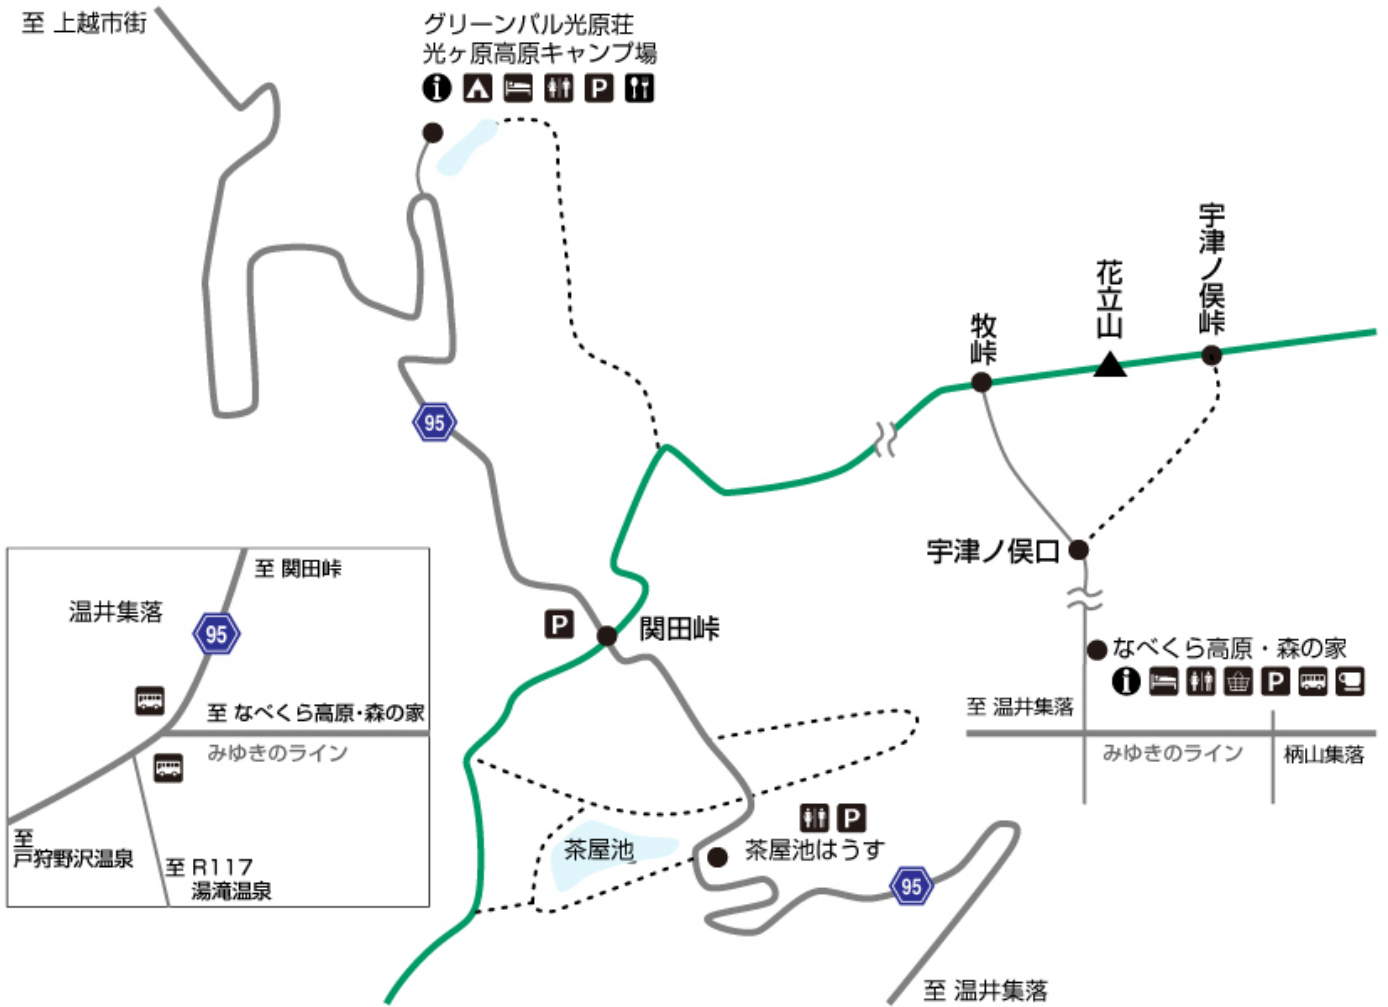 至 上越市街
グリーンパル光原荘
光ヶ原高原キャンプ場
i
P
宇津ノ俣峠
花立山
牧峠
95
宇津ノ俣口
至 関田峠
温井集落
95
P
関田峠
なべくら高原・森の家
i
P
至 温井集落
みゆきのライン
柄山集落
至 なべくら高原・森の家
みゆきのライン
P
茶屋池
茶屋池はうす
至
戸狩野沢温泉
至 R117
湯滝温泉
95
至 温井集落